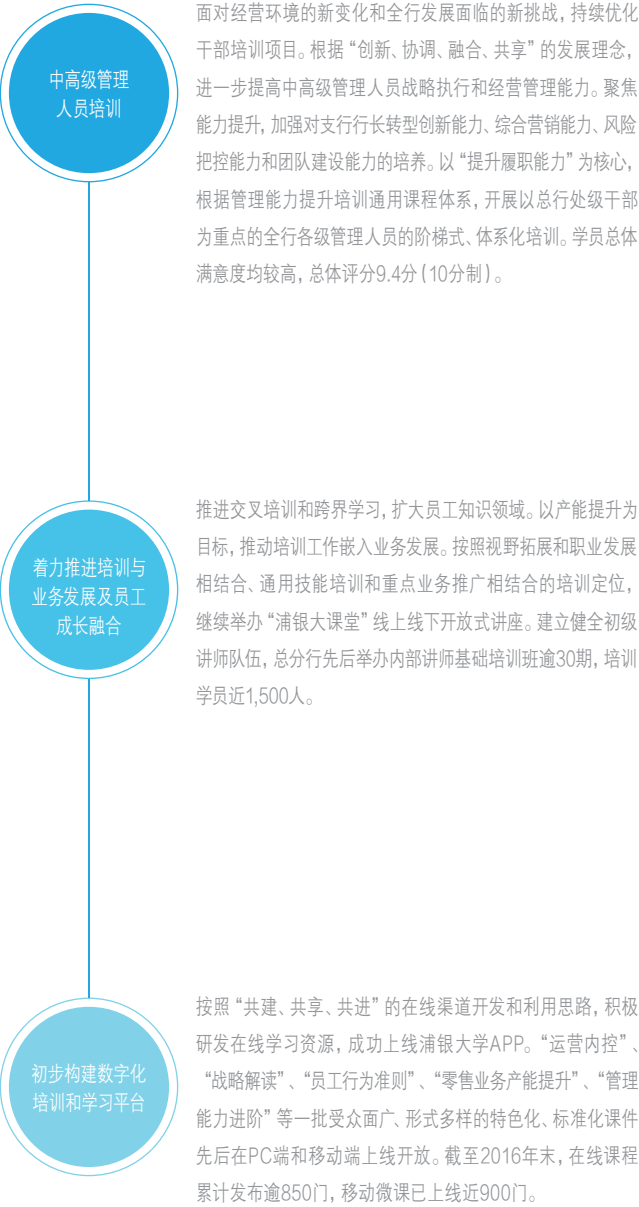 中高级管理
人员培训
面对经营环境的新变化和全行发展面临的新挑战，持续优化
干部培训项目。根据“创新、协调、融合、共享”的发展理念，
进一步提高中高级管理人员战略执行和经营管理能力。聚焦
能力提升，加强对支行行长转型创新能力、综合营销能力、风险
把控能力和团队建设能力的培养。以“提升履职能力”为核心，
根据管理能力提升培训通用课程体系，开展以总行处级干部
为重点的全行各级管理人员的阶梯式、体系化培训。学员总体
满意度均较高，总体评分9.4分（10分制）。
着力推进培训与
业务发展及员工
成长融合
推进交叉培训和跨界学习，扩大员工知识领域。以产能提升为
目标，推动培训工作嵌入业务发展。按照视野拓展和职业发展
相结合、通用技能培训和重点业务推广相结合的培训定位，
继续举办“浦银大课堂”线上线下开放式讲座。建立健全初级
讲师队伍，总分行先后举办内部讲师基础培训班逾30期，培训
学员近1,500人。
初步构建数字化
培训和学习平台
按照“共建、共享、共进”的在线渠道开发和利用思路，积极
研发在线学习资源，成功上线浦银大学APP。“运营内控”、
“战略解读”、“员工行为准则”、“零售业务产能提升”、“管理
能力进阶”等一批受众面广、形式多样的特色化、标准化课件
先后在PC端和移动端上线开放。截至2016年末，在线课程
累计发布逾850门，移动微课已上线近900门。